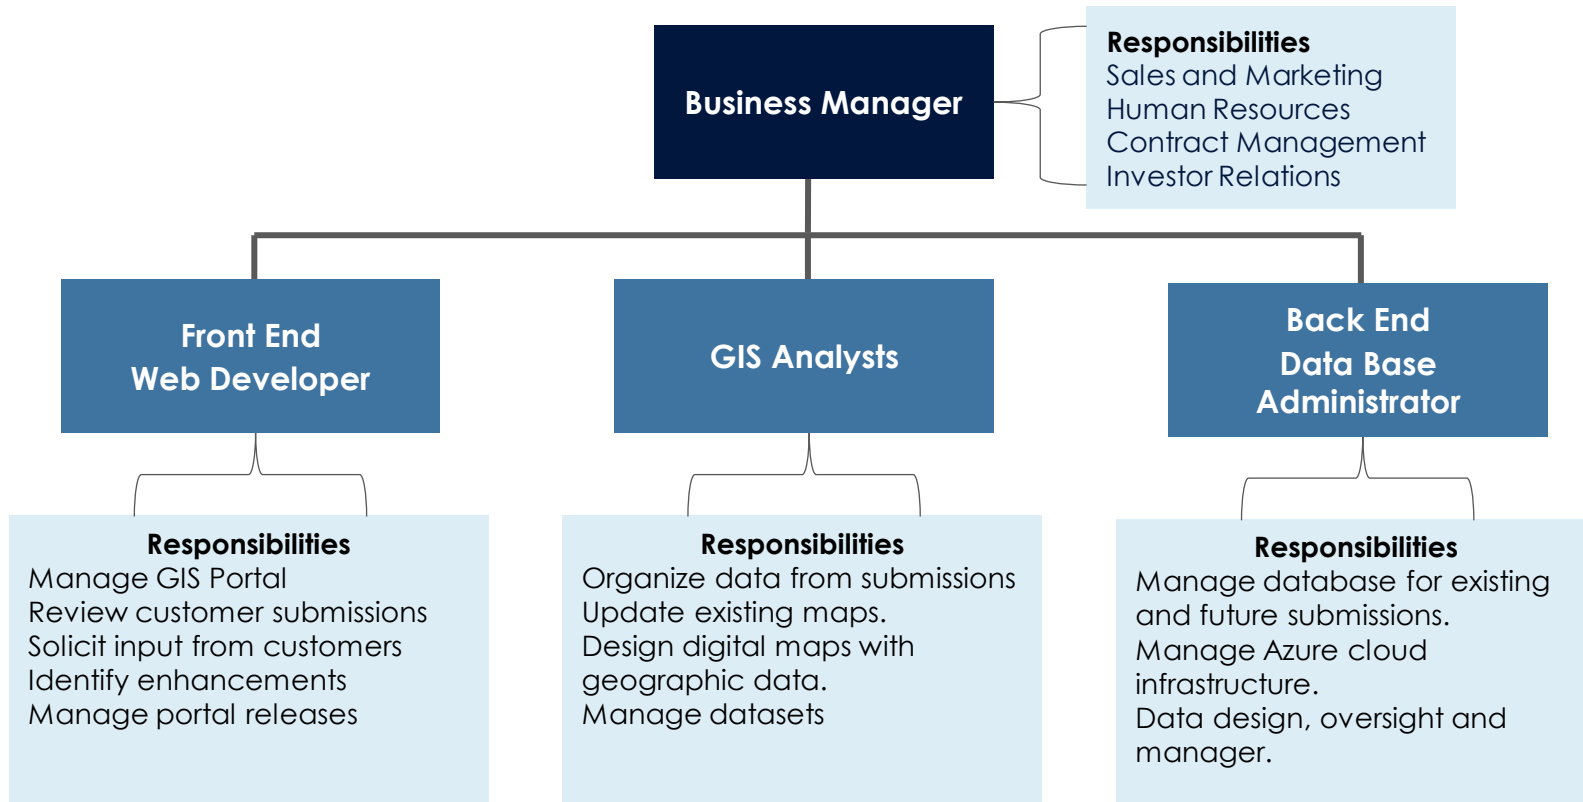 Business Manager
Responsibilities
Sales and Marketing
Human Resources
Contract Management
Investor Relations
Front End
Web Developer
Responsibilities
Manage GIS Portal
Review customer submissions
Solicit input from customers
Identify enhancements
Manage portal releases
GIS Analysts
Responsibilities
Organize data from submissions
Update existing maps.
Design digital maps with
geographic data.
Manage datasets
Back End
Data Base
Administrator
Responsibilities
Manage database for existing
and future submissions.
Manage Azure cloud
infrastructure.
Data design, oversight and
manager.